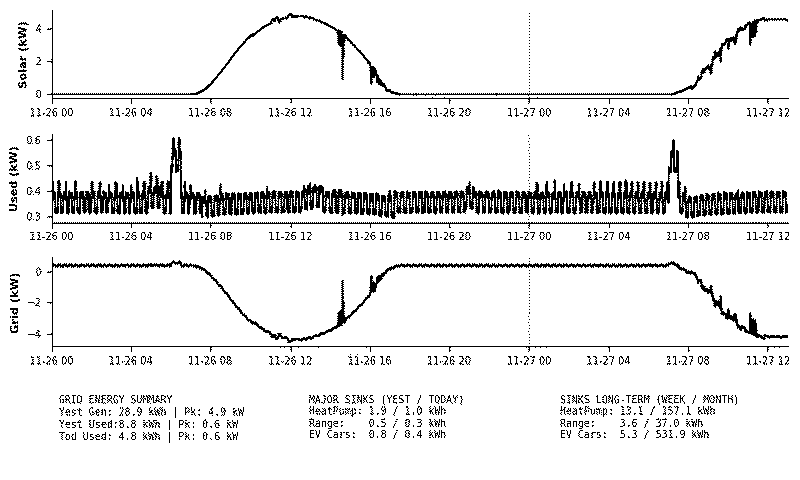 Solar (kW)
4
2
0
11-26 00 11-26 04 11-26 08 11-26 12 11-26 16 11-26 20 11-27 00 11-27 04 11-27 08 11-27 12
Used (kW)
0.6
0.5
0.4
0.3
11-26 00 11-26 04 11-26 08 11-26 12 11-26 16 11-26 20 11-27 00 11-27 04 11-27 08 11-27 12
Grid (kW)
0
−2
−4
11-26 00 11-26 04 11-26 08 11-26 12 11-26 16 11-26 20 11-27 00 11-27 04 11-27 08 11-27 12
GRID ENERGY SUMMARY
Yest Gen: 28.9 kWh | Pk: 4.9 kW
Yest Used:8.8 kWh | Pk: 0.6 kW
Tod Used: 4.8 kWh | Pk: 0.6 kW
MAJOR SINKS (YEST / TODAY)
HeatPump: 1.9 / 1.0 kWh
Range: 0.5 / 0.3 kWh
EV Cars: 0.8 / 0.4 kWh
SINKS LONG-TERM (WEEK / MONTH)
HeatPump: 13.1 / 157.1 kWh
Range: 3.6 / 37.0 kWh
EV Cars: 5.3 / 531.9 kWh